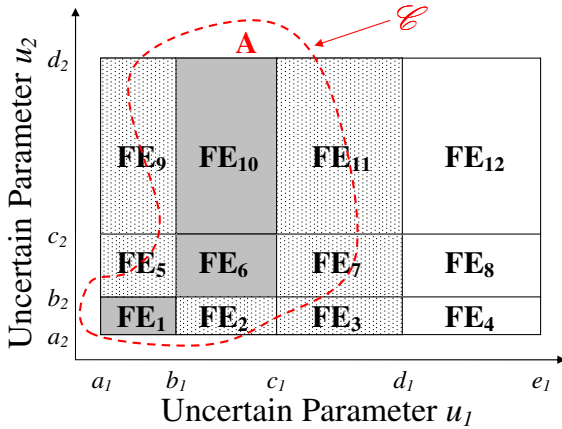 𝒞
A
d₂
FE₉ FE₁₀ FE₁₁ FE₁₂
c₂
FE₅ FE₆ FE₇ FE₈
b₂
FE₁ FE₂ FE₃ FE₄
a₂
a₁ b₁ c₁ d₁ e₁
Uncertain Parameter u₁
Uncertain Parameter u₂